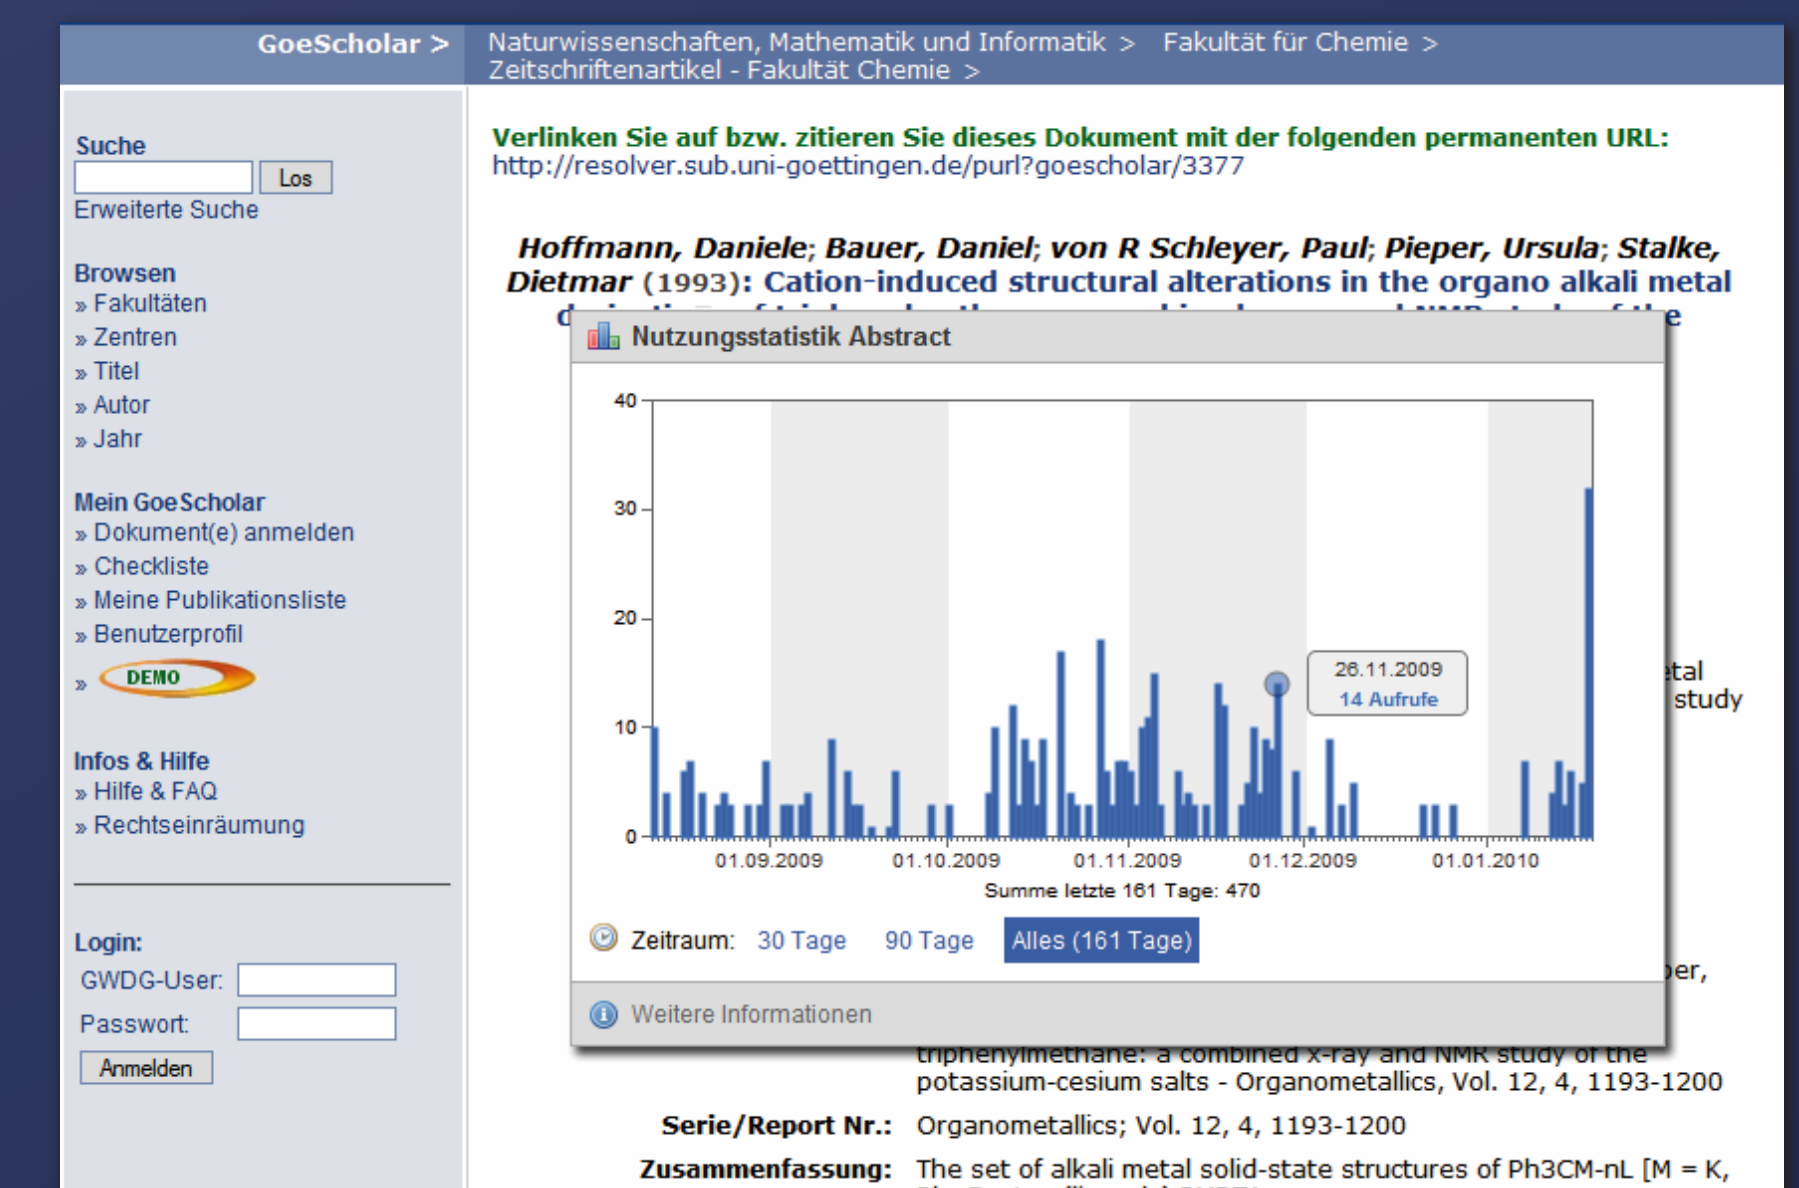 GoeScholar >
Naturwissenschaften, Mathematik und Informatik > Fakultät für Chemie >
Zeitschriftenartikel - Fakultät Chemie >
Suche
Los
Erweiterte Suche
Browsen
» Fakultäten
» Zentren
» Titel
» Autor
» Jahr
Mein GoeScholar
» Dokument(e) anmelden
» Checkliste
» Meine Publikationsliste
» Benutzerprofil
» DEMO
Infos & Hilfe
» Hilfe & FAQ
» Rechtseinräumung
Login:
GWDG-User:
Passwort:
Anmelden
Verlinken Sie auf bzw. zitieren Sie dieses Dokument mit der folgenden permanenten URL:
http://resolver.sub.uni-goettingen.de/purl?goescholar/3377
Hoffmann, Daniele; Bauer, Daniel; von R Schleyer, Paul; Pieper, Ursula; Stalke,
Dietmar (1993): Cation-induced structural alterations in the organo alkali metal
Nutzungsstatistik Abstract
40
30
20
10
0
26.11.2009
14 Aufrufe
01.09.2009 01.10.2009 01.11.2009 01.12.2009 01.01.2010
Summe letzte 161 Tage: 470
Zeitraum: 30 Tage 90 Tage Alles (161 Tage)
Weitere Informationen
study
triphenylmethane: a combined x-ray and NMR study of the
potassium-cesium salts - Organometallics, Vol. 12, 4, 1193-1200
Serie/Report Nr.: Organometallics; Vol. 12, 4, 1193-1200
Zusammenfassung: The set of alkali metal solid-state structures of Ph3CM-nL [M = K,